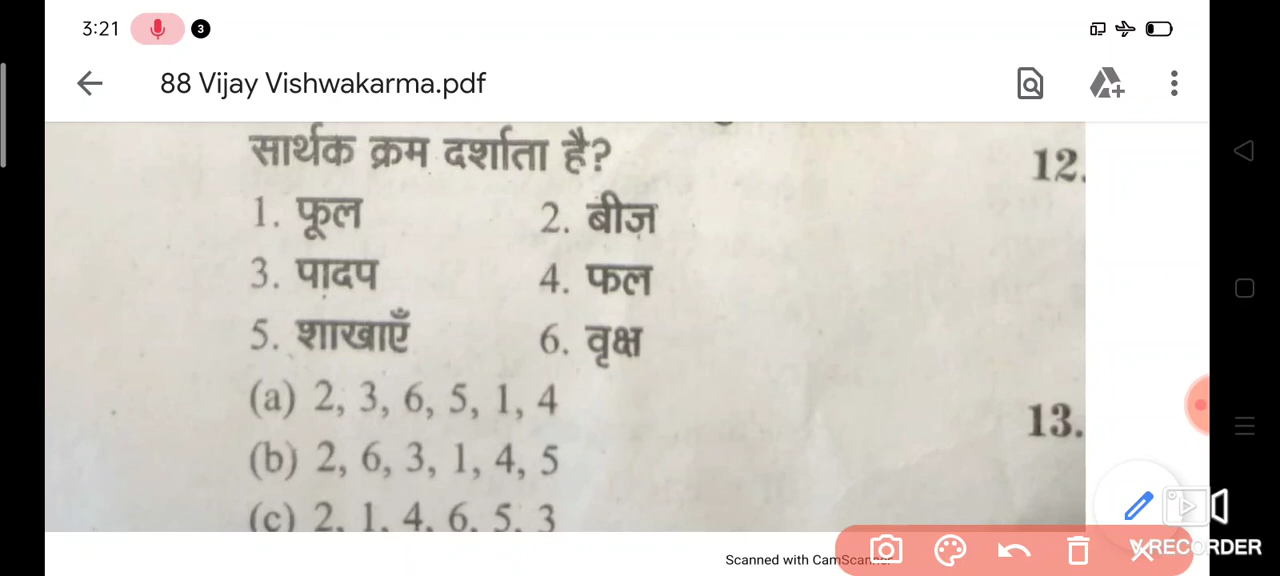 3:21 3
88 Vijay Vishwakarma.pdf
सार्थक क्रम दर्शाता है?
12.
1. फूल 2. बीज़
3. पादप 4. फल
5. शाखाएँ 6. वृक्ष
(a) 2, 3, 6, 5, 1, 4
13.
(b) 2, 6, 3, 1, 4, 5
(c) 2, 1, 4, 6, 5, 3
Scanned with CamScanner
V RECORDER